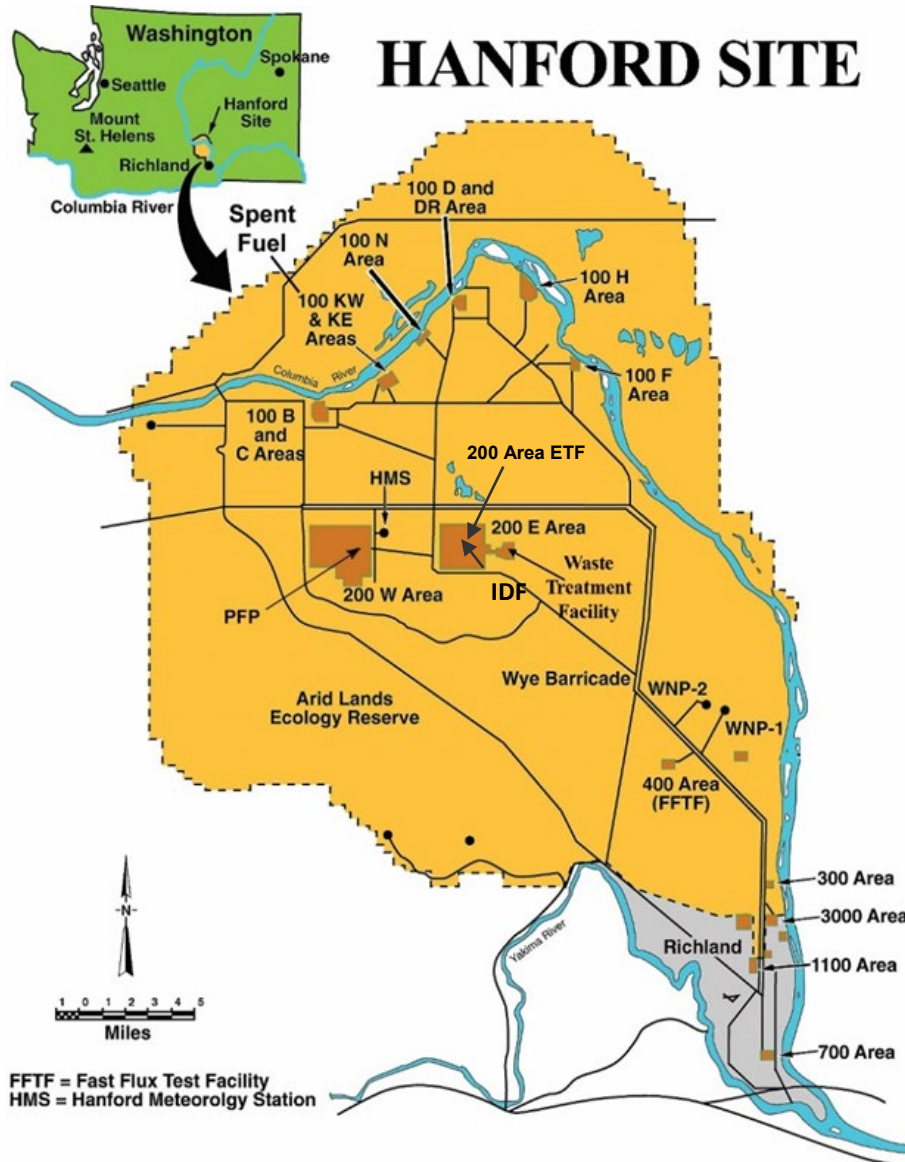 HANFORD SITE
Washington
Spokane
Seattle
Hanford
Site
Mount
St. Helens
Richland
Columbia River
Spent
Fuel
100 D and
DR Area
100 N
Area
100 H
Area
100 KW
& KE
Areas
Columbia River
100 F
Area
100 B
and
C Areas
200 Area ETF
HMS
200 E Area
Waste
Treatment
Facility
IDF
200 W Area
PFP
Wye Barricade
WNP-2
Arid Lands
Ecology Reserve
WNP-1
400 Area
(FFTF)
300 Area
3000 Area
Richland
Yakima River
1100 Area
700 Area
N
1 0 1 2 3 4 5
Miles
FFTF = Fast Flux Test Facility
HMS = Hanford Meteorolgy Station